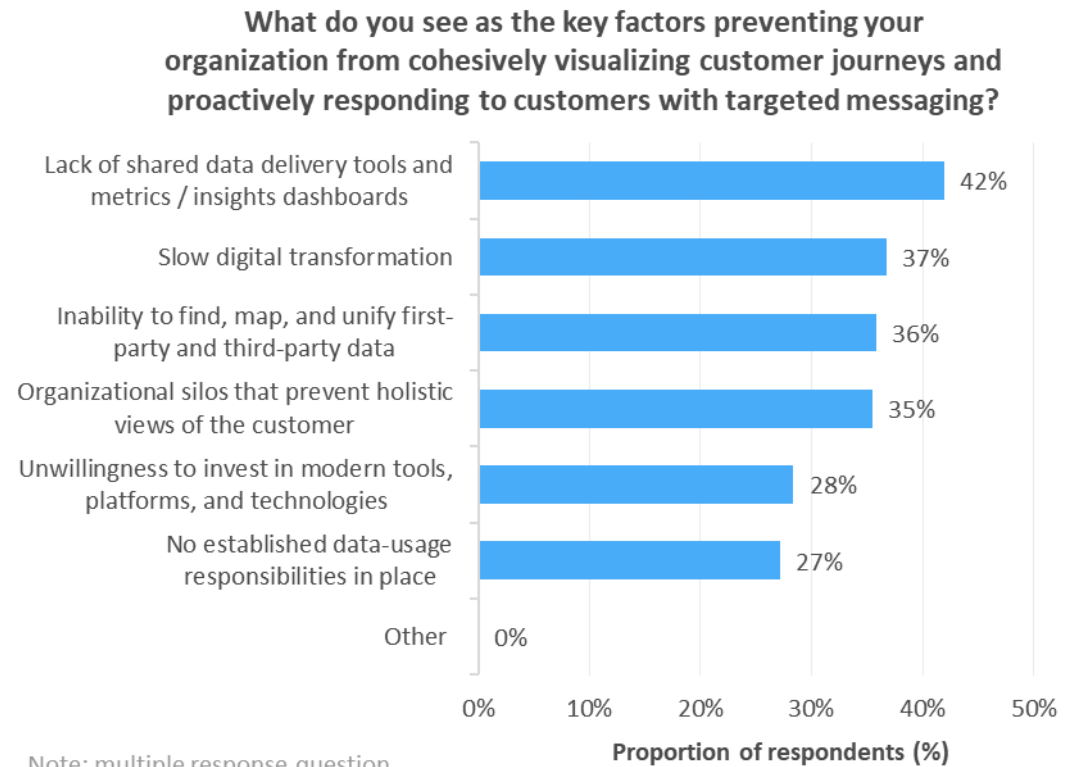 What do you see as the key factors preventing your
organization from cohesively visualizing customer journeys and
proactively responding to customers with targeted messaging?
Lack of shared data delivery tools and
metrics / insights dashboards
42%
Slow digital transformation
37%
Inability to find, map, and unify first-
party and third-party data
36%
Organizational silos that prevent holistic
views of the customer
35%
Unwillingness to invest in modern tools,
platforms, and technologies
28%
No established data-usage
responsibilities in place
27%
Other
0%
0% 10% 20% 30% 40% 50%
Proportion of respondents (%)
Note: multiple response question